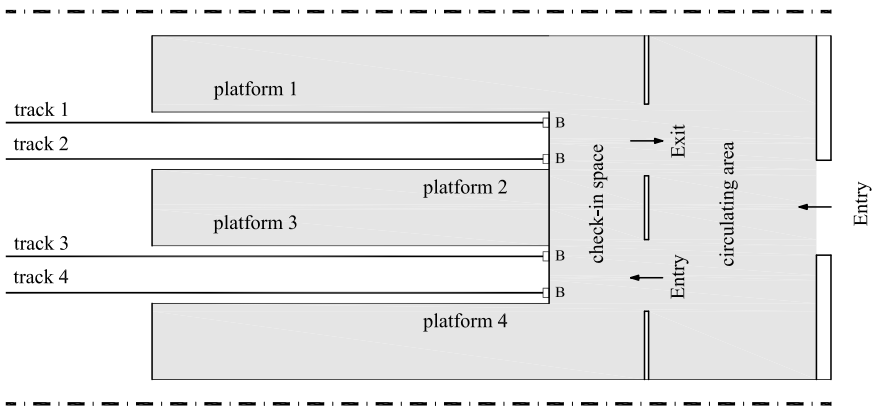 platform 1
track 1
B
track 2
B
Exit
platform 2
check-in space
circulating area
Entry
platform 3
track 3
B
track 4
B
Entry
platform 4